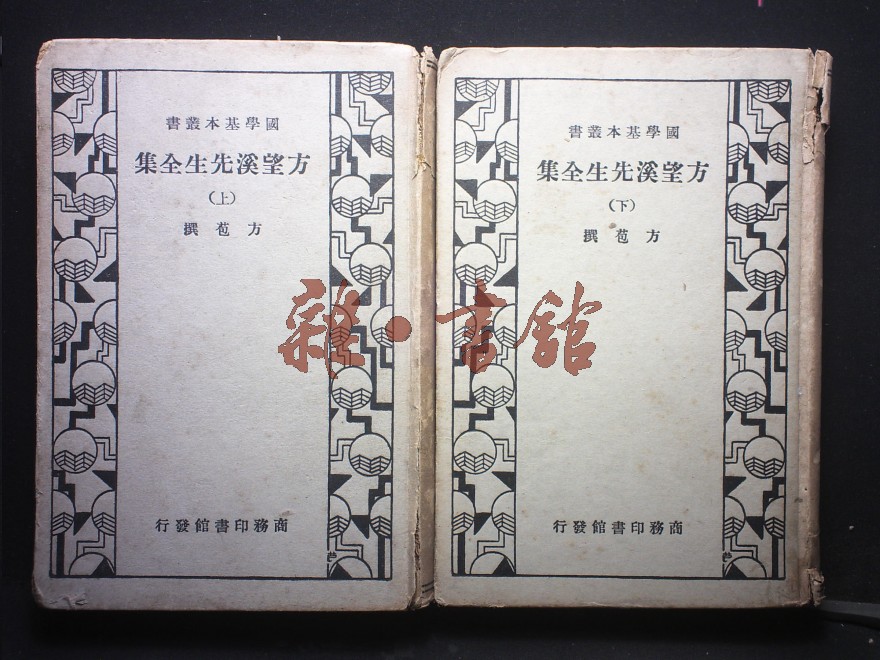 國學基本叢書
方望溪先生全集
(上)
方苞撰
商務印書館發行
國學基本叢書
方望溪先生全集
(下)
方苞撰
商務印書館發行
雜·書館